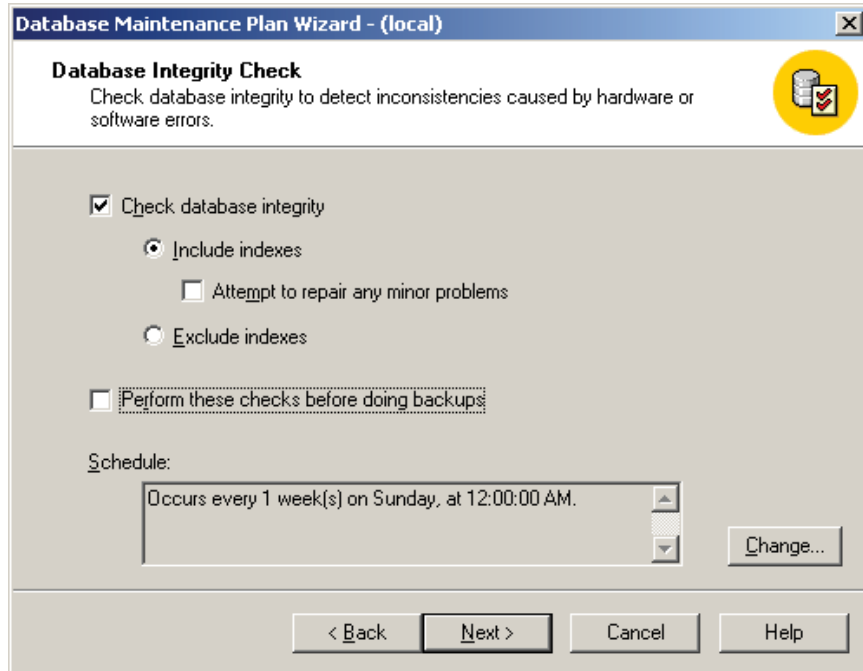 Database Maintenance Plan Wizard - (local)
Database Integrity Check
Check database integrity to detect inconsistencies caused by hardware or
software errors.
Check database integrity
Include indexes
Attempt to repair any minor problems
Exclude indexes
Perform these checks before doing backups
Schedule:
Occurs every 1 week(s) on Sunday, at 12:00:00 AM.
Change...
< Back
Next >
Cancel
Help